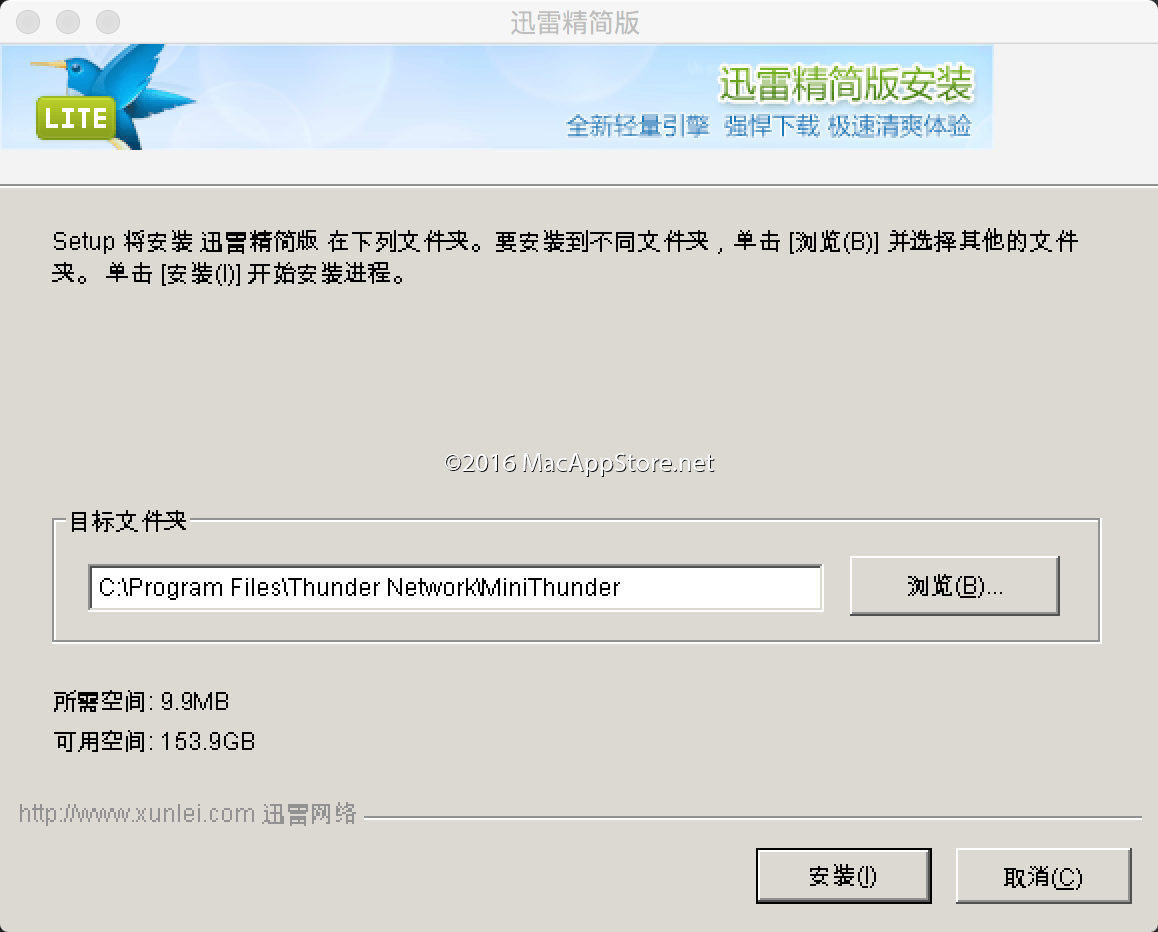 迅雷精简版
LITE
迅雷精简版安装
全新轻量引擎 强悍下载 极速清爽体验
Setup 将安装 迅雷精简版 在下列文件夹。要安装到不同文件夹，单击 [浏览(B)] 并选择其他的文件
夹。 单击 [安装(I)] 开始安装进程。
©2016 MacAppStore.net
目标文件夹
C:\Program Files\Thunder Network\MiniThunder
浏览(B)...
所需空间: 9.9MB
可用空间: 153.9GB
http://www.xunlei.com 迅雷网络
安装(I)
取消(C)